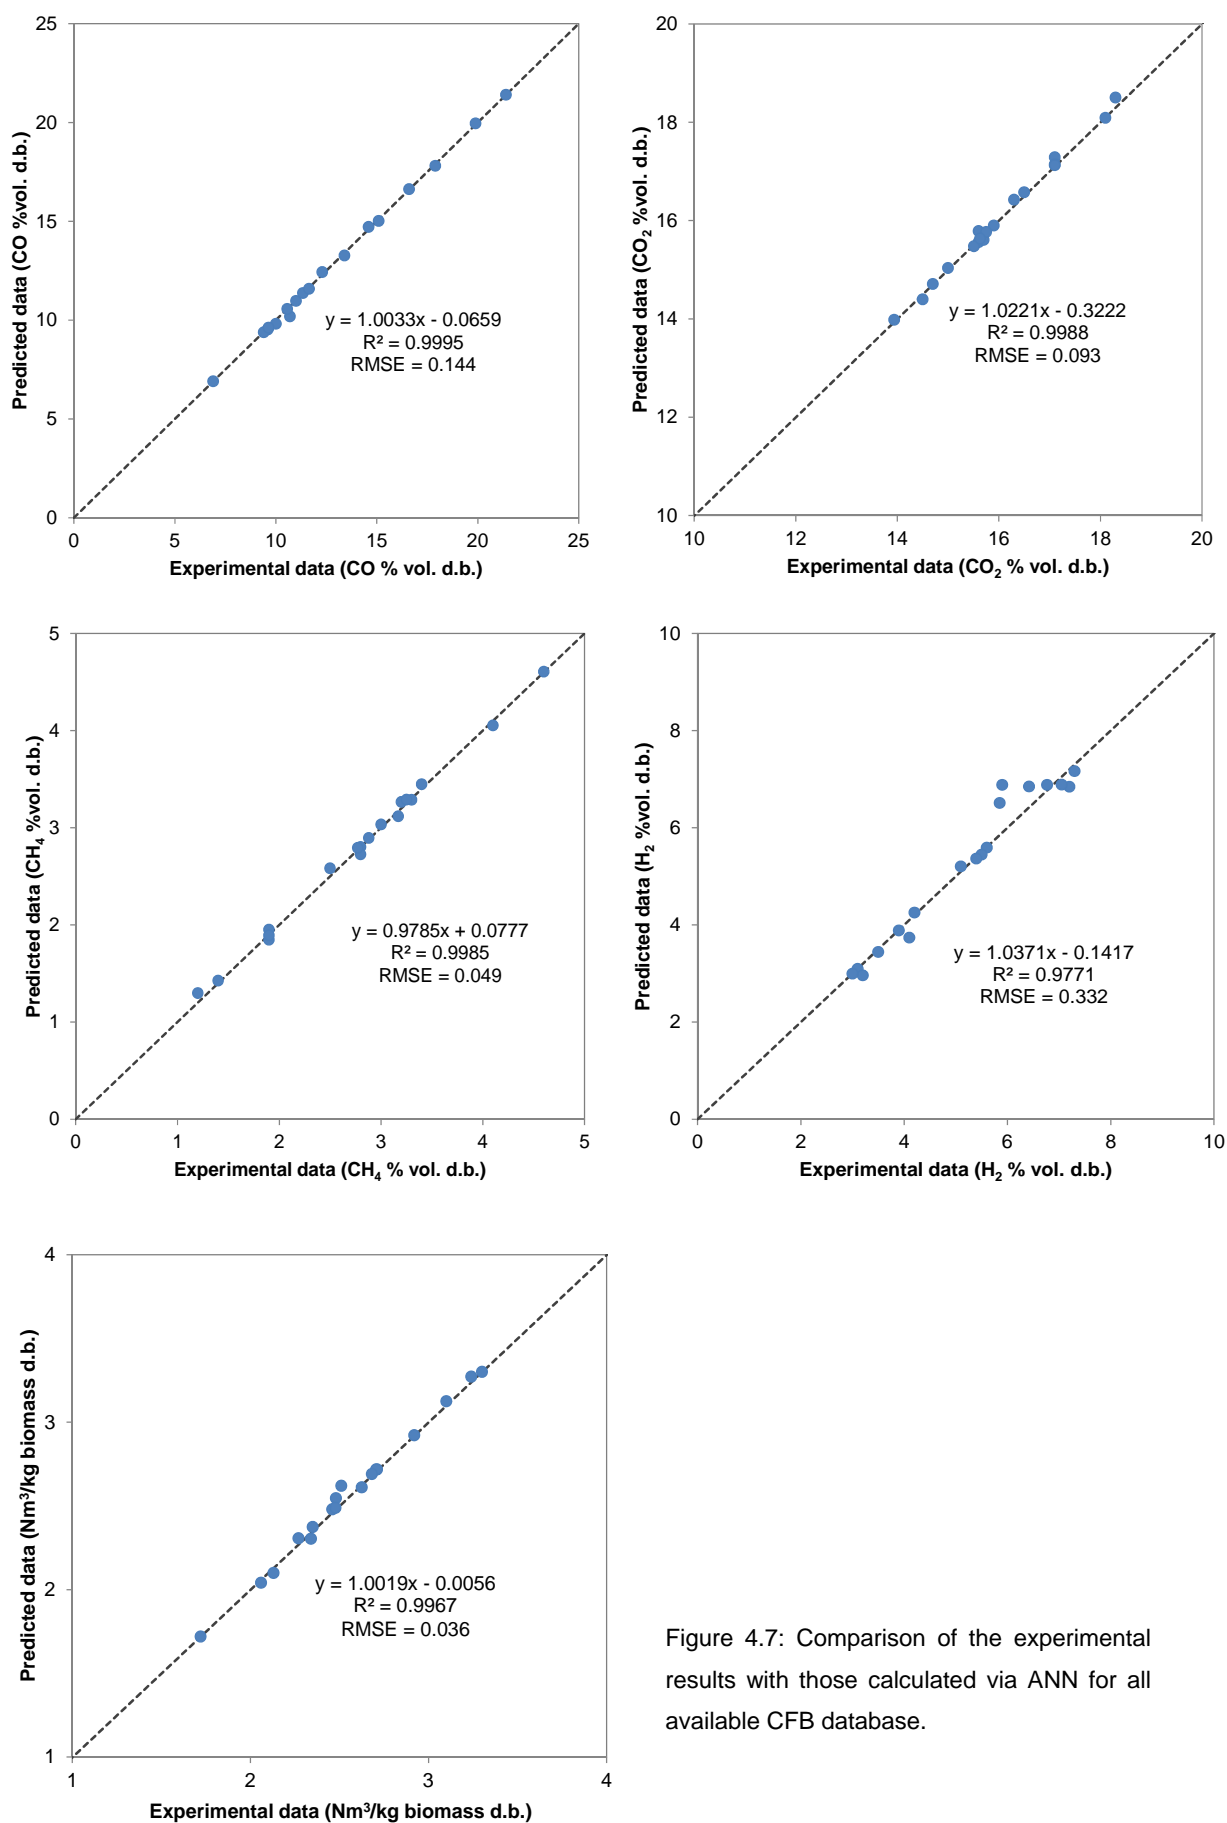 25
20
15
10
5
0
0 5 10 15 20 25
Predicted data (CO %vol. d.b.)
Experimental data (CO % vol. d.b.)
y = 1.0033x - 0.0659
R² = 0.9995
RMSE = 0.144
20
18
16
14
12
10
10 12 14 16 18 20
Predicted data (CO₂ %vol. d.b.)
Experimental data (CO₂ % vol. d.b.)
y = 1.0221x - 0.3222
R² = 0.9988
RMSE = 0.093
5
4
3
2
1
0
0 1 2 3 4 5
Predicted data (CH₄ %vol. d.b.)
Experimental data (CH₄ % vol. d.b.)
y = 0.9785x + 0.0777
R² = 0.9985
RMSE = 0.049
10
8
6
4
2
0
0 2 4 6 8 10
Predicted data (H₂ %vol. d.b.)
Experimental data (H₂ % vol. d.b.)
y = 1.0371x - 0.1417
R² = 0.9771
RMSE = 0.332
4
3
2
1
1 2 3 4
Predicted data (Nm³/kg biomass d.b.)
Experimental data (Nm³/kg biomass d.b.)
y = 1.0019x - 0.0056
R² = 0.9967
RMSE = 0.036
Figure 4.7: Comparison of the experimental
results with those calculated via ANN for all
available CFB database.